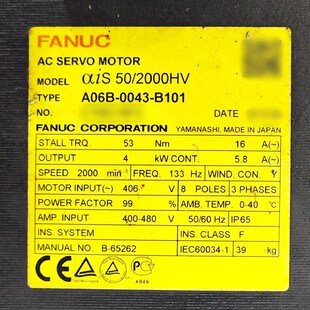 FANUC
AC SERVO MOTOR
MODEL αiS 50/2000HV
TYPE A06B-0043-B101
NO. DATE
FANUC CORPORATION YAMANASHI, MADE IN JAPAN
STALL TRQ. 53 Nm 16 A(~)
OUTPUT 4 kW CONT. 5.8 A(~)
SPEED 2000 min⁻¹ FREQ. 133 Hz WIND. CON. Y
MOTOR INPUT(~) 406 V 8 POLES 3 PHASES
POWER FACTOR 99 % AMB. TEMP. 0-40 ℃
AMP. INPUT 400-480 V 50/60 Hz IP65
INS. SYSTEM INS. CLASS F
MANUAL NO. B-65262 IEC60034-1 39 kg
CE